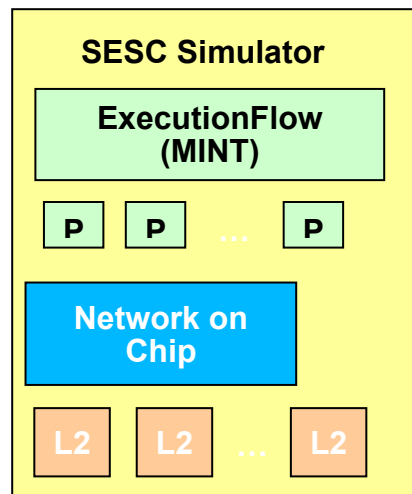 SESC Simulator
ExecutionFlow
(MINT)
P P ... P
Network on
Chip
L2 L2 ... L2